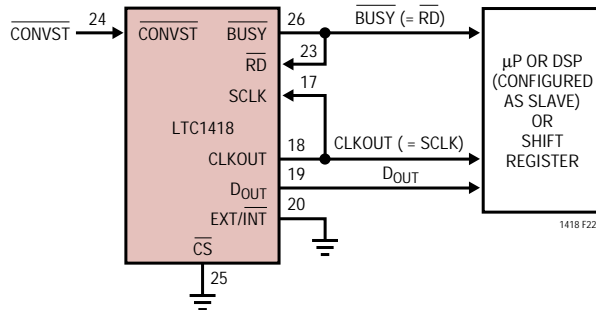 CONVST 24 CONVST BUSY 26 BUSY (= RD)
RD 23
SCLK 17
LTC1418
CLKOUT 18 CLKOUT ( = SCLK)
DOUT 19 DOUT
EXT/INT 20
CS
25
µP OR DSP
(CONFIGURED
AS SLAVE)
OR
SHIFT
REGISTER
1418 F22